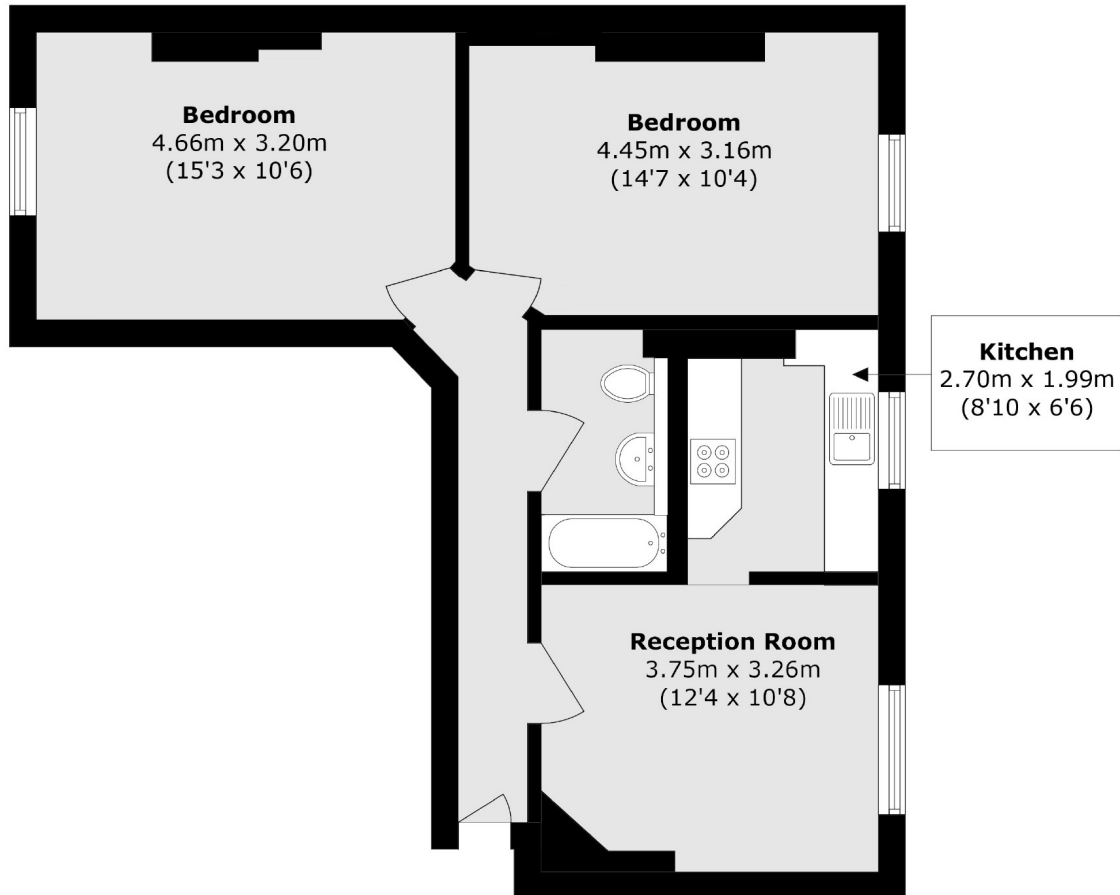 Bedroom
4.66m x 3.20m
(15'3 x 10'6)
Bedroom
4.45m x 3.16m
(14'7 x 10'4)
Kitchen
2.70m x 1.99m
(8'10 x 6'6)
Reception Room
3.75m x 3.26m
(12'4 x 10'8)